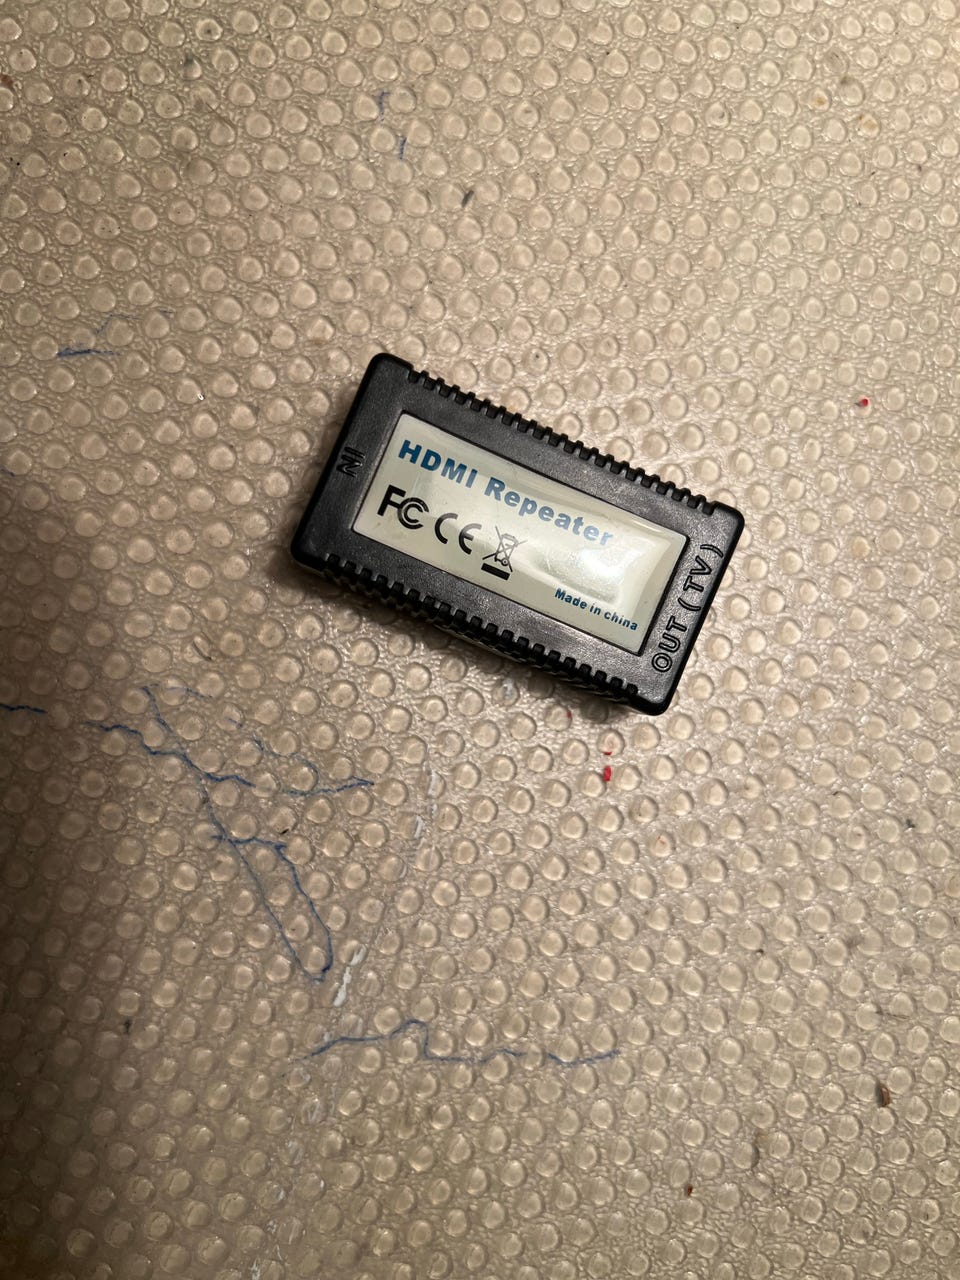 IN
HDMI Repeater
FC CE
Made in china
OUT (TV)